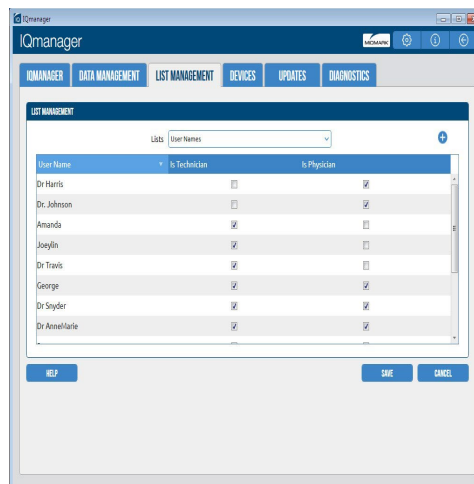 IQmanager
IQmanager
MIDMARK
IQMANAGER DATA MANAGEMENT LIST MANAGEMENT DEVICES UPDATES DIAGNOSTICS
LIST MANAGEMENT
Lists User Names
User Name Is Technician Is Physician
Dr Harris
Dr. Johnson
Amanda
Joeylin
Dr Travis
George
Dr Snyder
Dr AnneMarie
HELP SAVE CANCEL